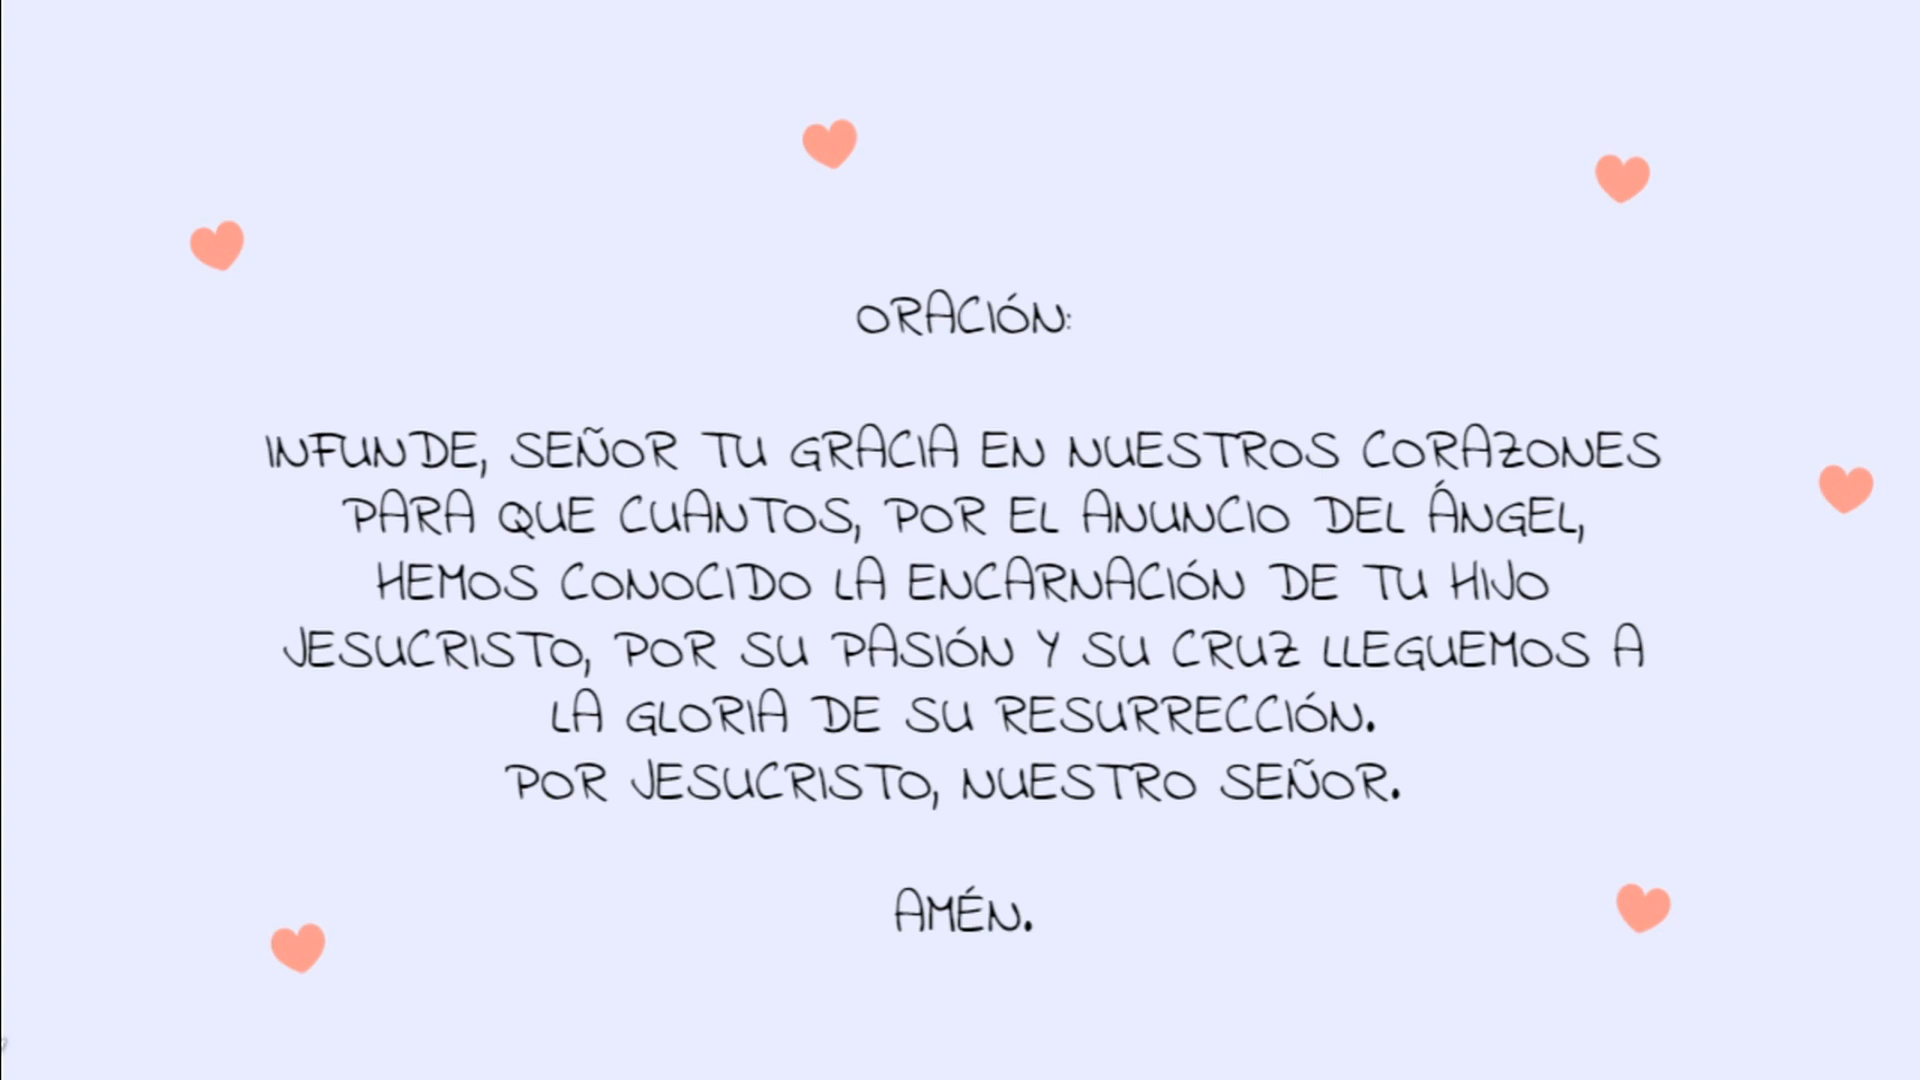 ORACIÓN:
INFUNDE, SEÑOR TU GRACIA EN NUESTROS CORAZONES
PARA QUE CUANTOS, POR EL ANUNCIO DEL ÁNGEL,
HEMOS CONOCIDO LA ENCARNACIÓN DE TU HIJO
JESUCRISTO, POR SU PASIÓN Y SU CRUZ LLEGUEMOS A
LA GLORIA DE SU RESURRECCIÓN.
POR JESUCRISTO, NUESTRO SEÑOR.
AMÉN.